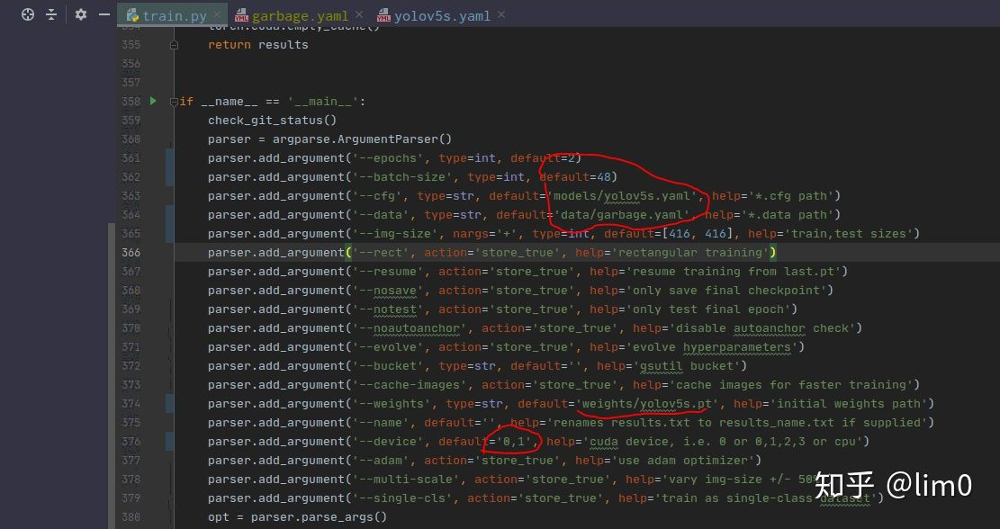 train.py × garbage.yaml × yolov5s.yaml ×
354 torch.cuda.empty_cache()
355 return results
356
357
358 if __name__ == '__main__':
359 check_git_status()
360 parser = argparse.ArgumentParser()
361 parser.add_argument('--epochs', type=int, default=2)
362 parser.add_argument('--batch-size', type=int, default=48)
363 parser.add_argument('--cfg', type=str, default='models/yolov5s.yaml', help='*.cfg path')
364 parser.add_argument('--data', type=str, default='data/garbage.yaml', help='*.data path')
365 parser.add_argument('--img-size', nargs='+', type=int, default=[416, 416], help='train,test sizes')
366 parser.add_argument('--rect', action='store_true', help='rectangular training')
367 parser.add_argument('--resume', action='store_true', help='resume training from last.pt')
368 parser.add_argument('--nosave', action='store_true', help='only save final checkpoint')
369 parser.add_argument('--notest', action='store_true', help='only test final epoch')
370 parser.add_argument('--noautoanchor', action='store_true', help='disable autoanchor check')
371 parser.add_argument('--evolve', action='store_true', help='evolve hyperparameters')
372 parser.add_argument('--bucket', type=str, default='', help='gsutil bucket')
373 parser.add_argument('--cache-images', action='store_true', help='cache images for faster training')
374 parser.add_argument('--weights', type=str, default='weights/yolov5s.pt', help='initial weights path')
375 parser.add_argument('--name', default='', help='renames results.txt to results_name.txt if supplied')
376 parser.add_argument('--device', default='0,1', help='cuda device, i.e. 0 or 0,1,2,3 or cpu')
377 parser.add_argument('--adam', action='store_true', help='use adam optimizer')
378 parser.add_argument('--multi-scale', action='store_true', help='vary img-size +/- 50%
379 parser.add_argument('--single-cls', action='store_true', help='train as single-class dataset')
380 opt = parser.parse_args()
知乎 @lim0